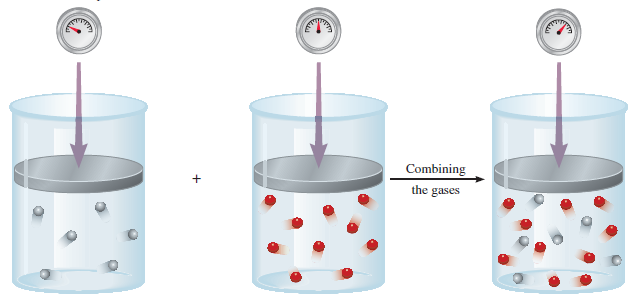 +
Combining
the gases